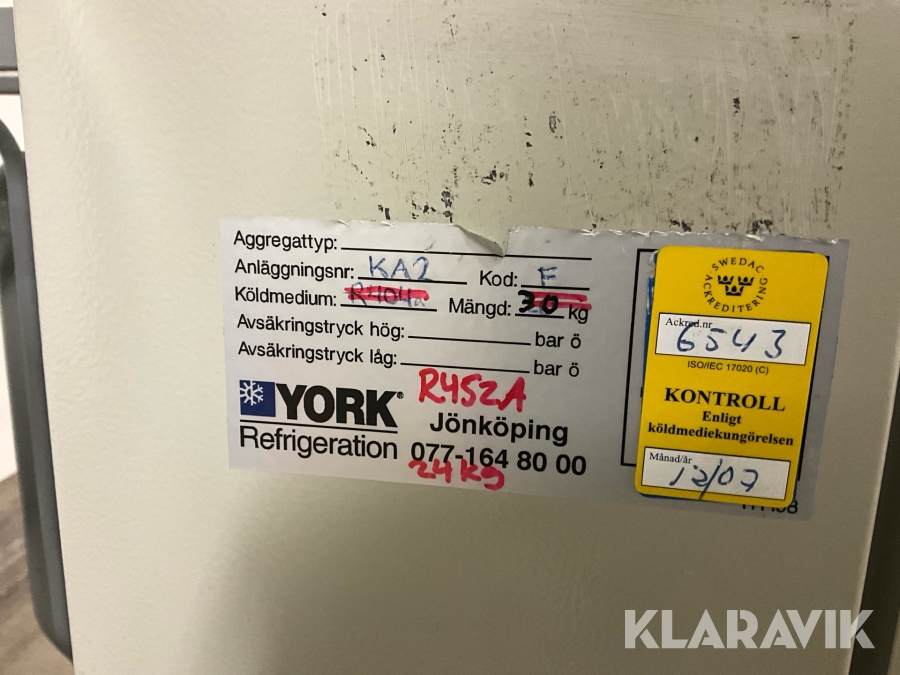 Aggregattyp:
Anläggningsnr: KA2 Kod: F
Köldmedium: R404a Mängd: 30 kg
Avsäkringstryck hög: bar ö
Avsäkringstryck låg: bar ö
R452A
YORK® Jönköping
Refrigeration 077-164 80 00
24 kg
SWEDAC
ACKREDITERING
Ackred.nr
6543
ISO/IEC 17020 (C)
KONTROLL
Enligt
köldmediekungörelsen
Månad/år
12/07
KLARAVIK